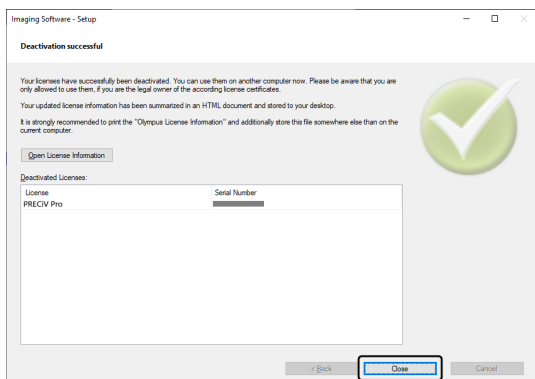 Imaging Software - Setup
Deactivation successful
Your licenses have successfully been deactivated. You can use them on another computer now. Please be aware that you are
only allowed to use them, if you are the legal owner of the according license certificates.
Your updated license information has been summarized in an HTML document and stored to your desktop.
It is strongly recommended to print the "Olympus License Information" and additionally store this file somewhere else than on the
current computer.
Open License Information
Deactivated Licenses:
License Serial Number
PRECiV Pro
< Back Close Cancel